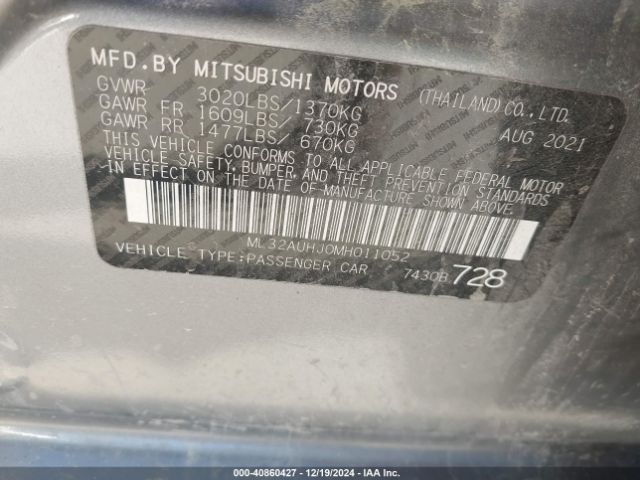 MFD.BY MITSUBISHI MOTORS (THAILAND)CO.,LTD.
GVWR 3020LBS/1370KG AUG 2021
GAWR FR 1609LBS/ 730KG
GAWR RR 1477LBS/ 670KG
THIS VEHICLE CONFORMS TO ALL APPLICABLE FEDERAL MOTOR
VEHICLE SAFETY, BUMPER, AND THEFT PREVENTION STANDARDS
IN EFFECT ON THE DATE OF MANUFACTURE SHOWN ABOVE.
ML32AUHJ0MH011052
VEHICLE TYPE:PASSENGER CAR 7430B 728
000-40860427 - 12/19/2024 - IAA Inc.